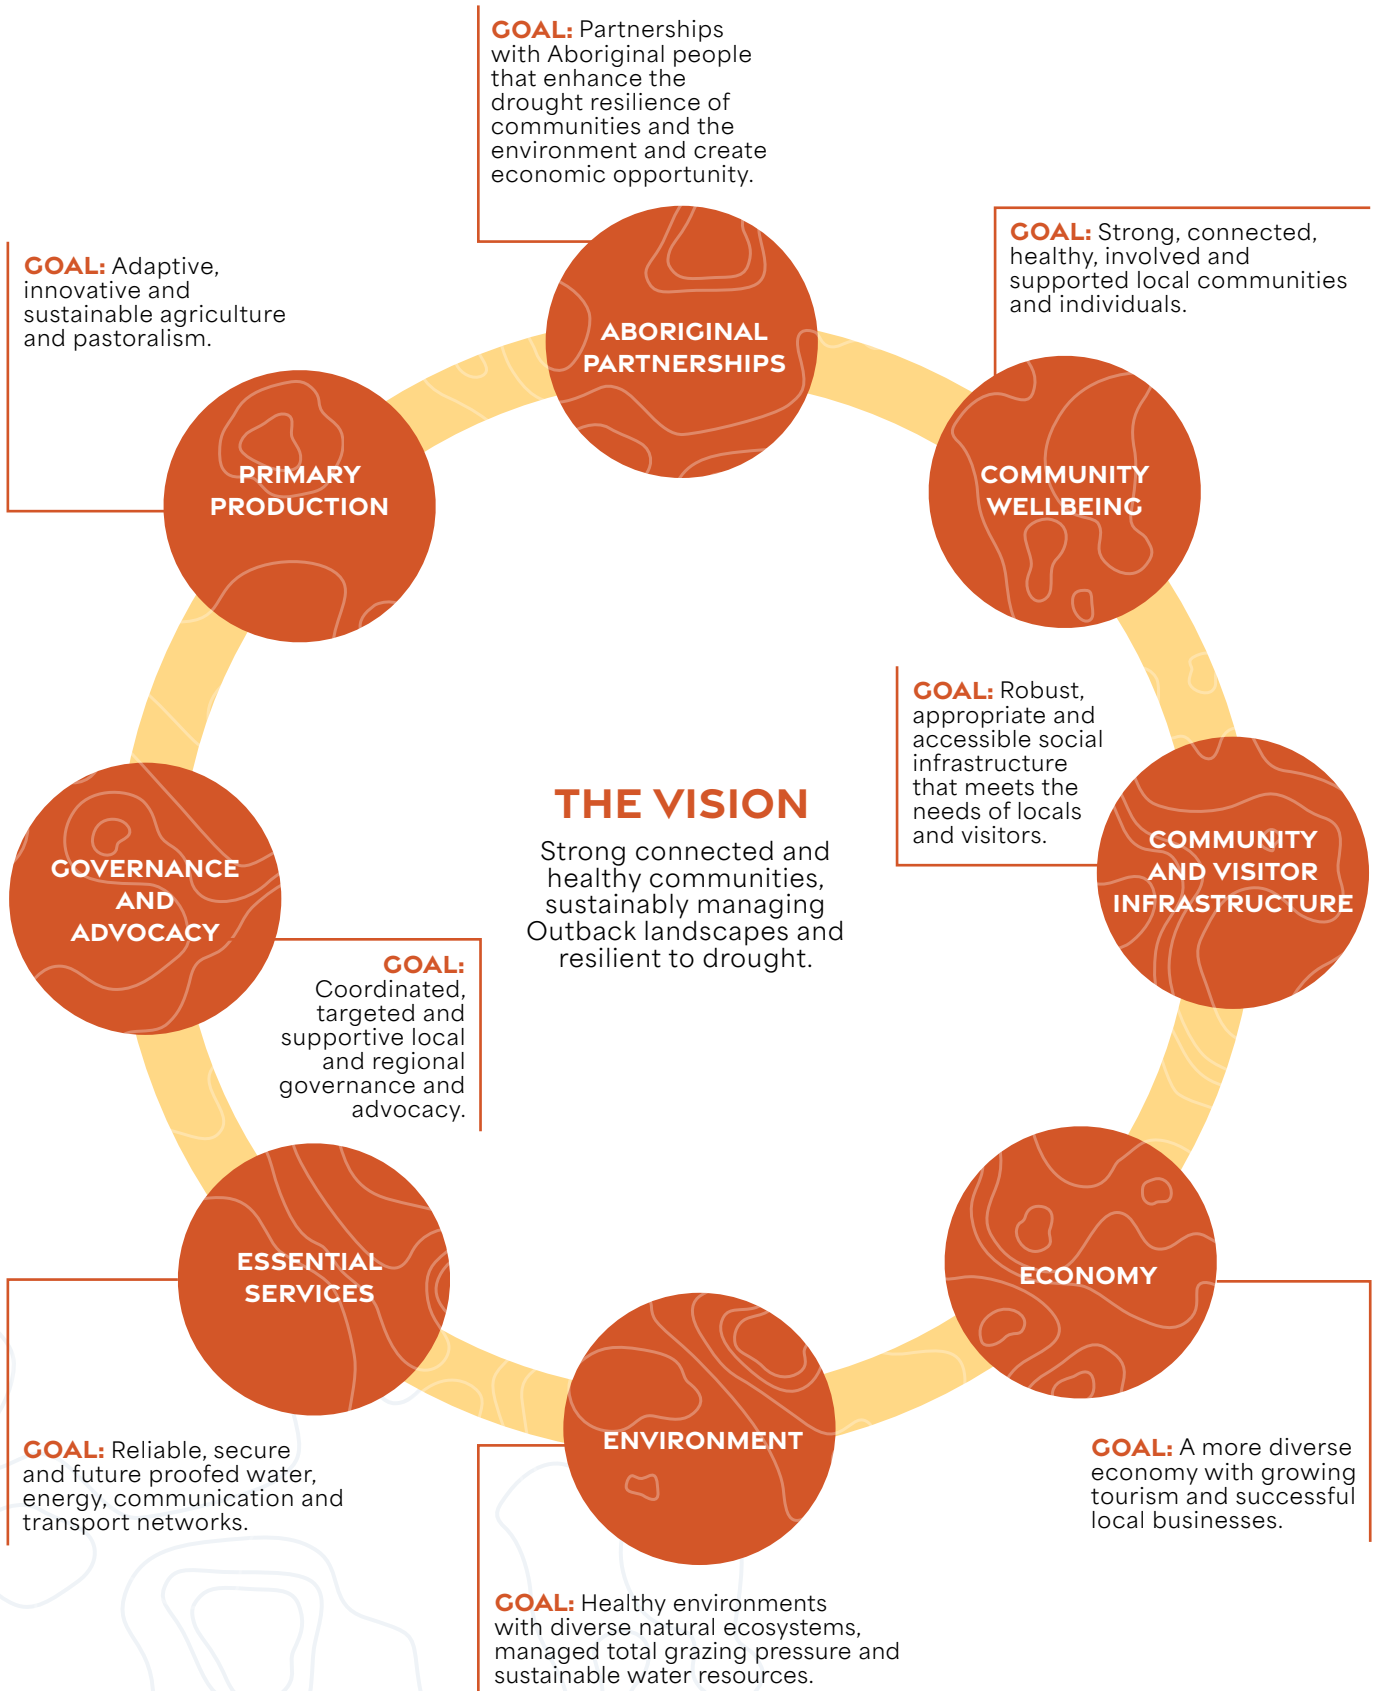 GOAL: Partnerships
with Aboriginal people
that enhance the
drought resilience of
communities and the
environment and create
economic opportunity.
ABORIGINAL
PARTNERSHIPS
GOAL: Strong, connected,
healthy, involved and
supported local communities
and individuals.
COMMUNITY
WELLBEING
GOAL: Robust,
appropriate and
accessible social
infrastructure
that meets the
needs of locals
and visitors.
COMMUNITY
AND VISITOR
INFRASTRUCTURE
GOAL: A more diverse
economy with growing
tourism and successful
local businesses.
ECONOMY
GOAL: Healthy environments
with diverse natural ecosystems,
managed total grazing pressure and
sustainable water resources.
ENVIRONMENT
GOAL: Reliable, secure
and future proofed water,
energy, communication and
transport networks.
ESSENTIAL
SERVICES
GOAL:
Coordinated,
targeted and
supportive local
and regional
governance and
advocacy.
GOVERNANCE
AND
ADVOCACY
GOAL: Adaptive,
innovative and
sustainable agriculture
and pastoralism.
PRIMARY
PRODUCTION
THE VISION
Strong connected and
healthy communities,
sustainably managing
Outback landscapes and
resilient to drought.